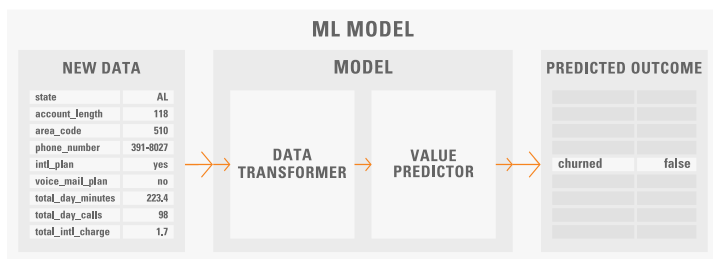 ML MODEL
NEW DATA
state AL
account_length 118
area_code 510
phone_number 391-8027
intl_plan yes
voice_mail_plan no
total_day_minutes 223.4
total_day_calls 98
total_intl_charge 1.7
MODEL
DATA
TRANSFORMER
VALUE
PREDICTOR
PREDICTED OUTCOME
churned false